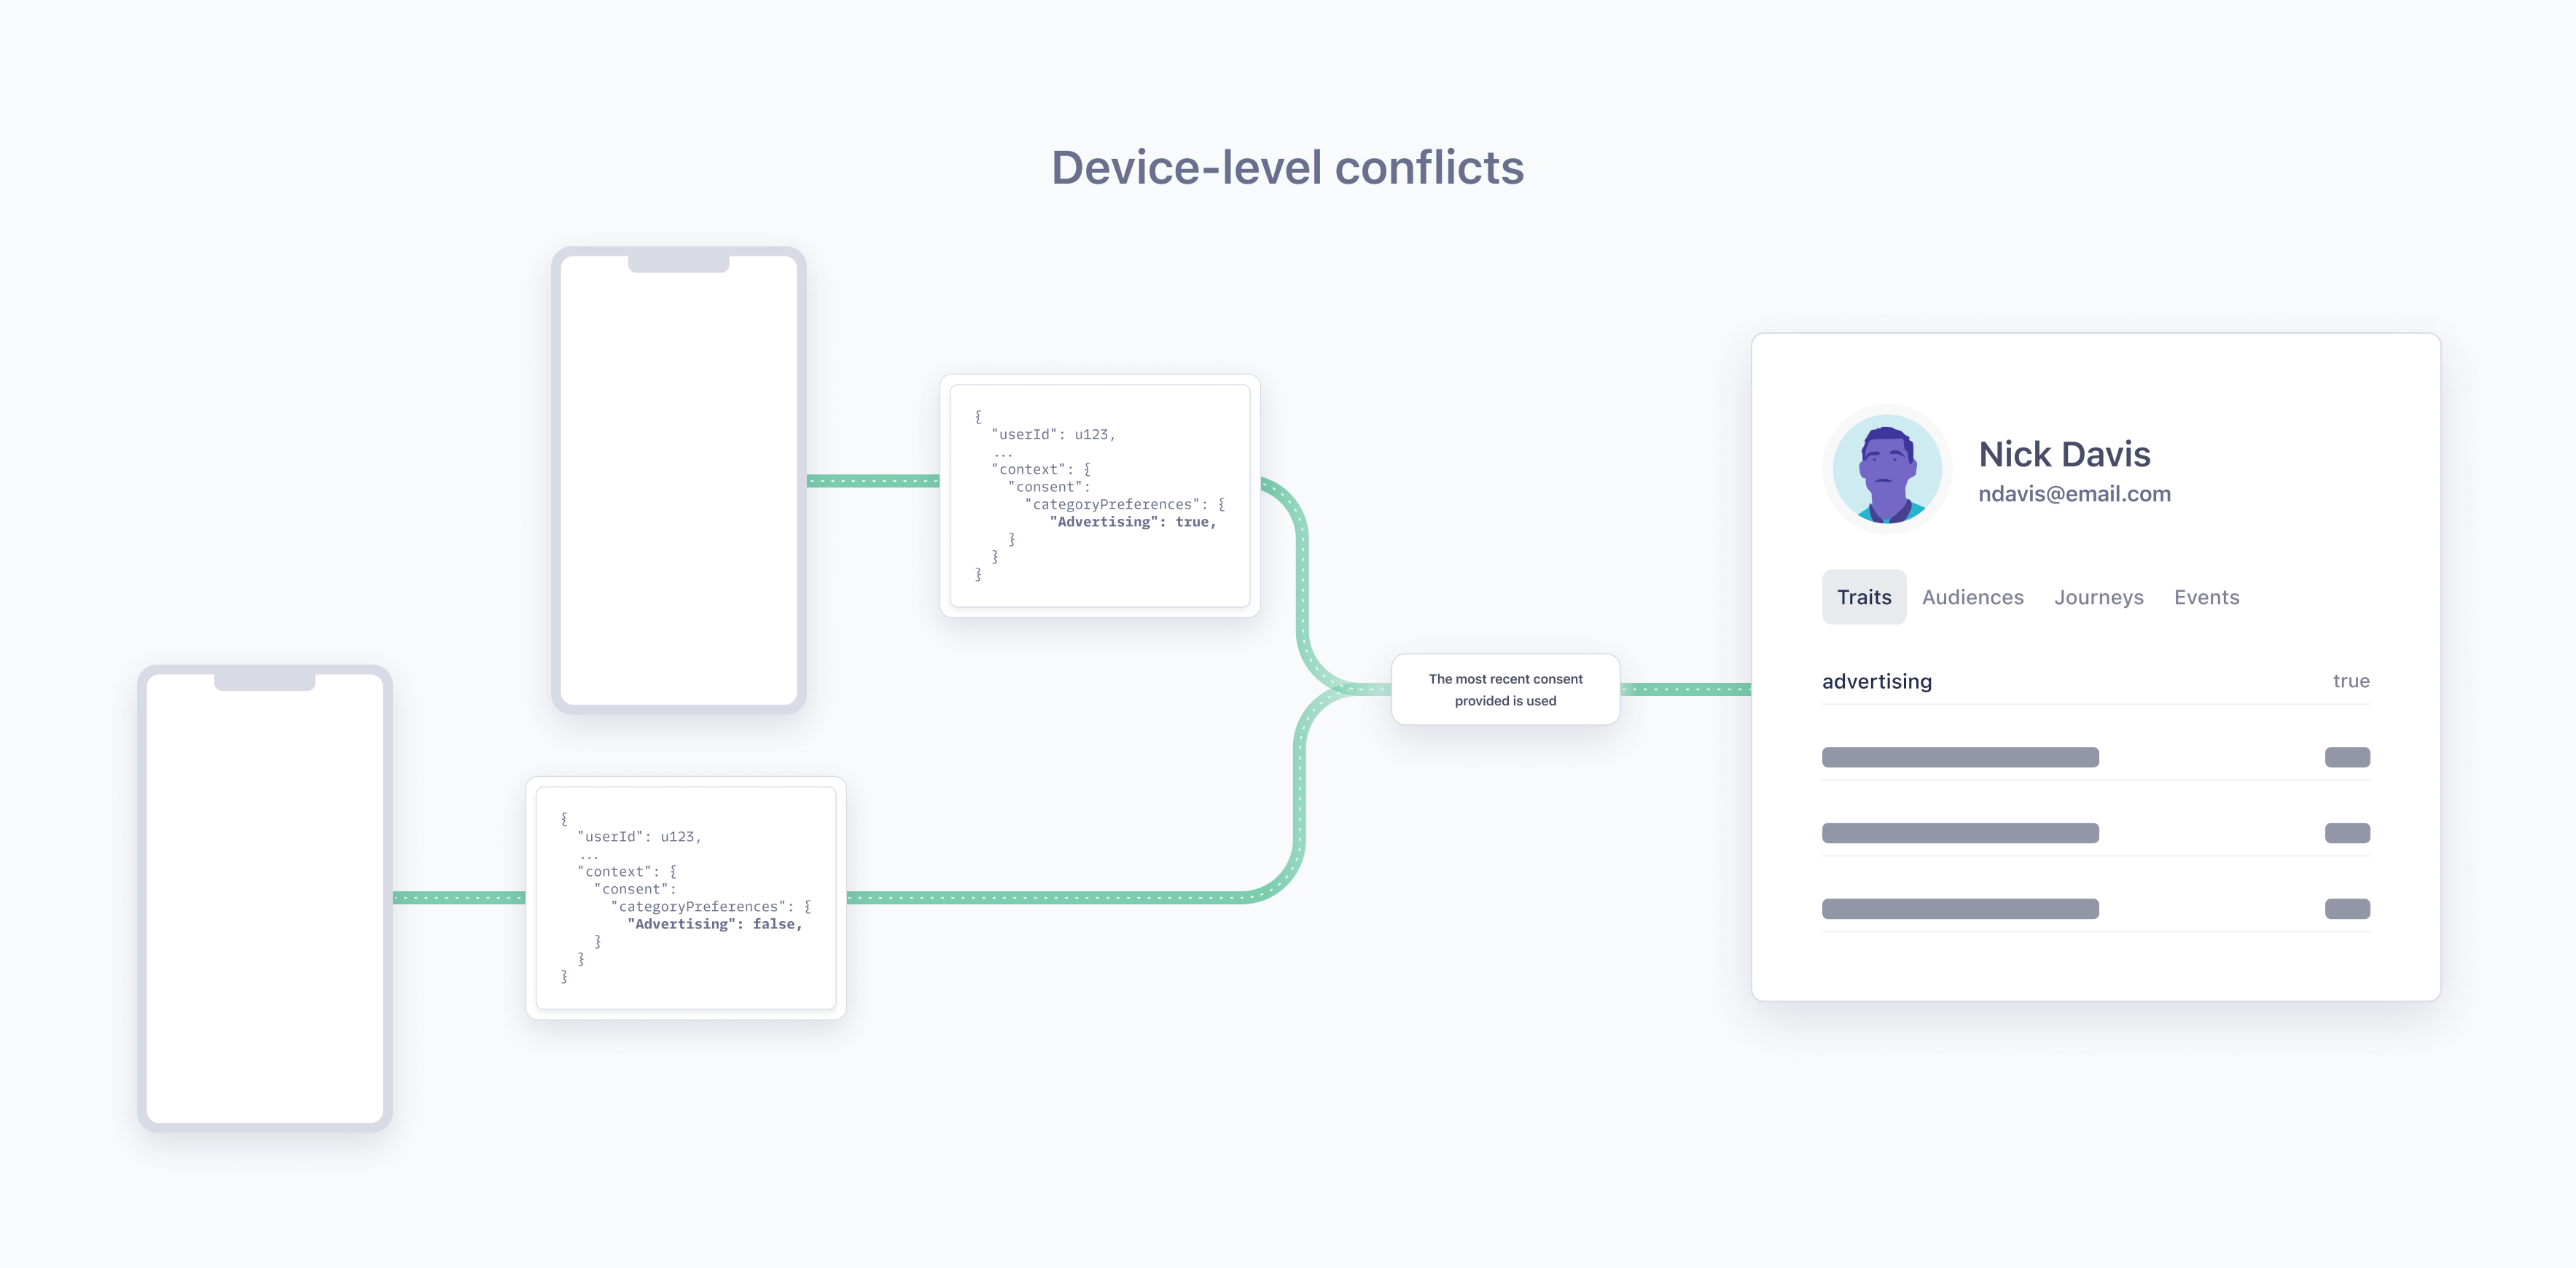 Device-level conflicts
{
"userId": u123,
...
"context": {
"consent":
"categoryPreferences": {
"Advertising": true,
}
}
}
{
"userId": u123,
...
"context": {
"consent":
"categoryPreferences": {
"Advertising": false,
}
}
}
The most recent consent
provided is used
Nick Davis
ndavis@email.com
Traits Audiences Journeys Events
advertising true